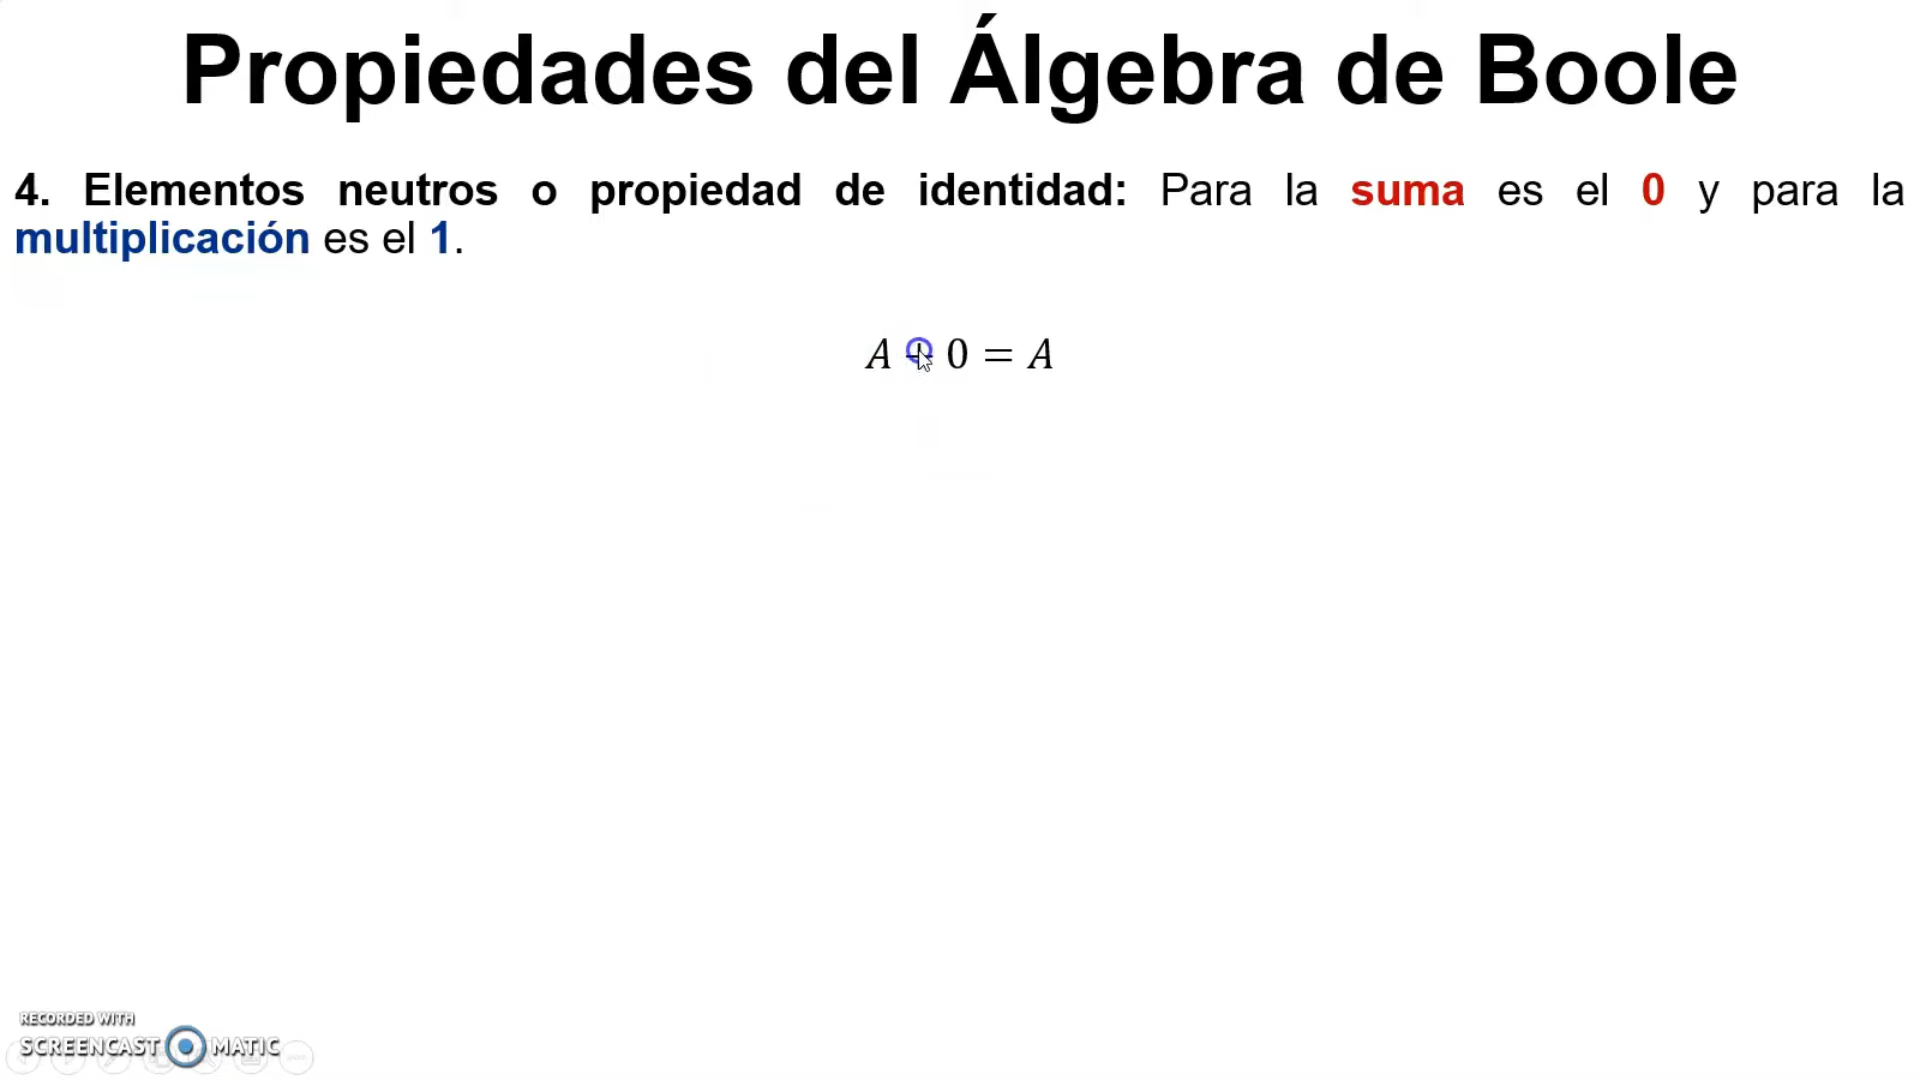 Propiedades del Álgebra de Boole
4. Elementos neutros o propiedad de identidad: Para la suma es el 0 y para la
multiplicación es el 1.
A + 0 = A
RECORDED WITH
SCREENCAST MATIC